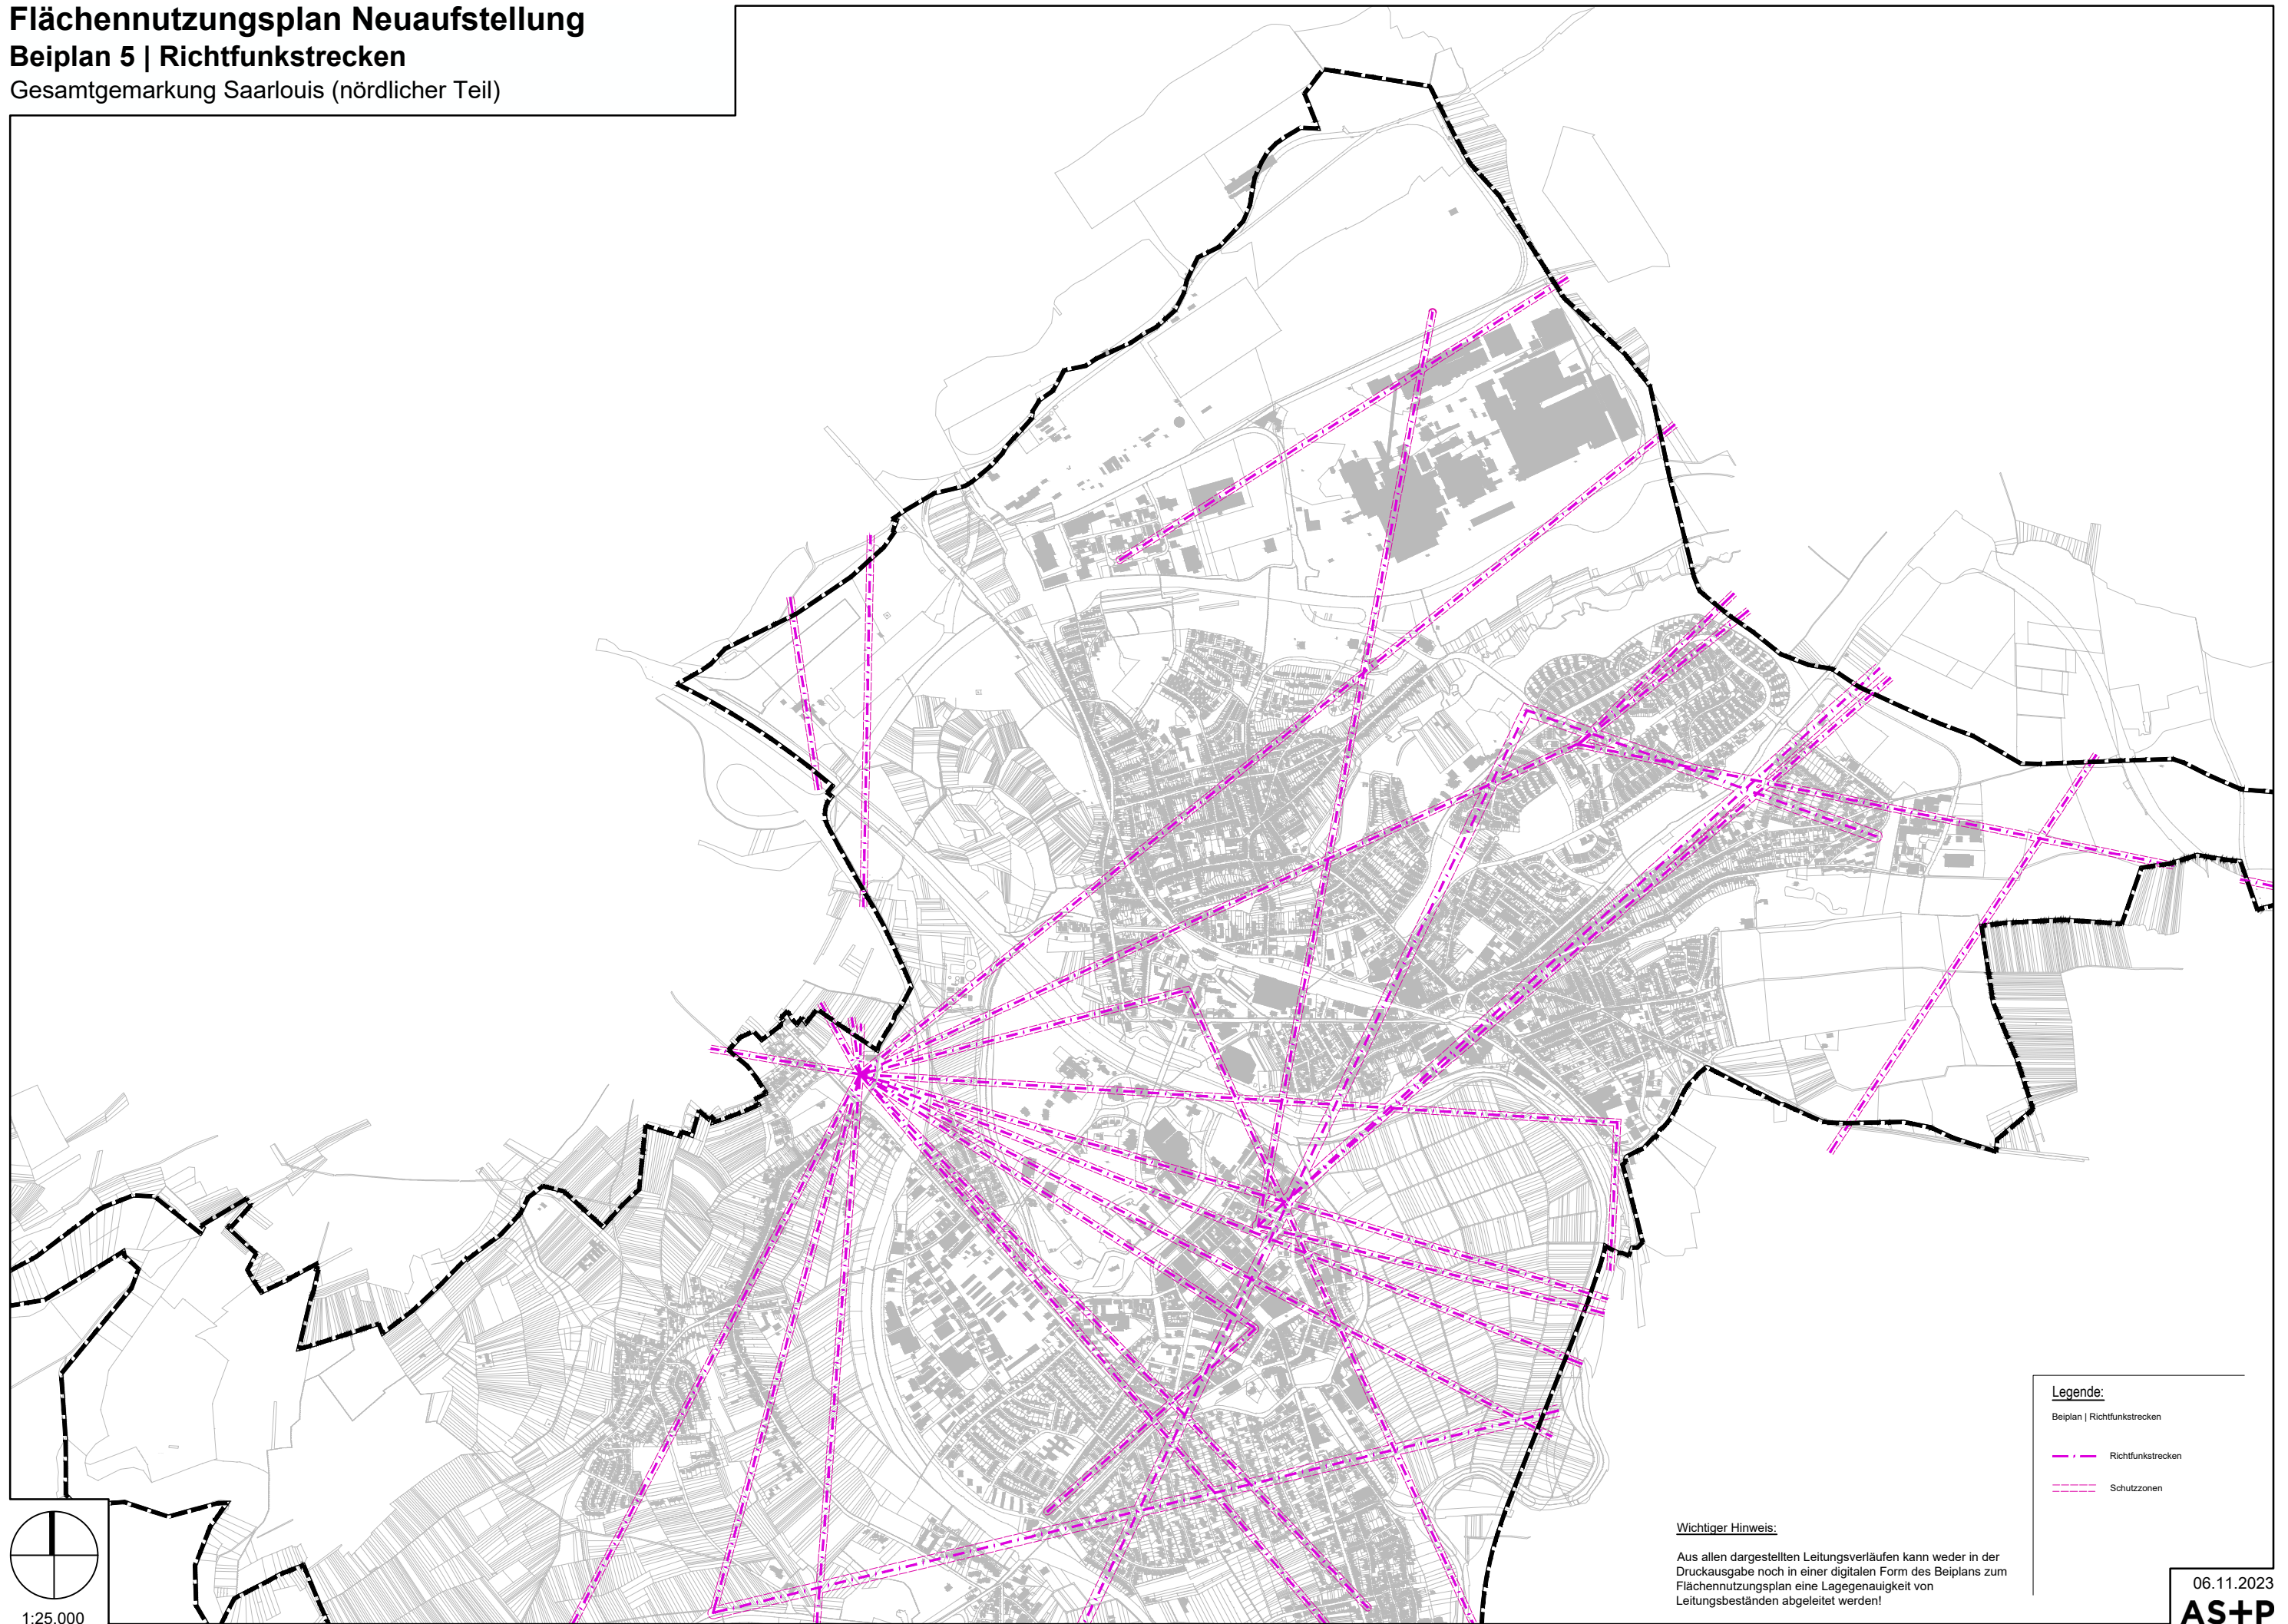 Flächennutzungsplan Neuaufstellung
Beiplan 5 | Richtfunkstrecken
Gesamtgemarkung Saarlouis (nördlicher Teil)
Legende:
Beiplan | Richtfunkstrecken
Richtfunkstrecken
Schutzzonen
Wichtiger Hinweis:
Aus allen dargestellten Leitungsverläufen kann weder in der
Druckausgabe noch in einer digitalen Form des Beiplans zum
Flächennutzungsplan eine Lagegenauigkeit von
Leitungsbeständen abgeleitet werden!
1:25.000
06.11.2023
AS+P